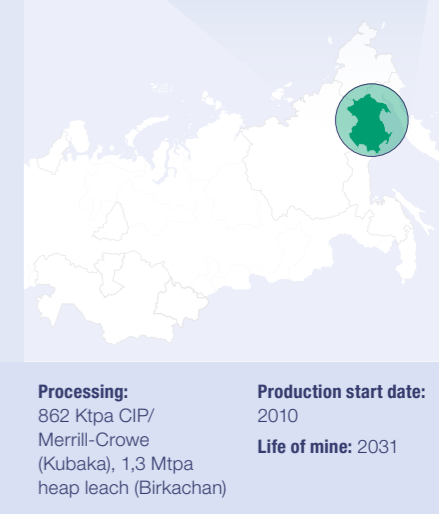 Processing:
862 Ktpa CIP/
Merrill-Crowe
(Kubaka), 1,3 Mtpa
heap leach (Birkachan)
Production start date:
2010
Life of mine: 2031